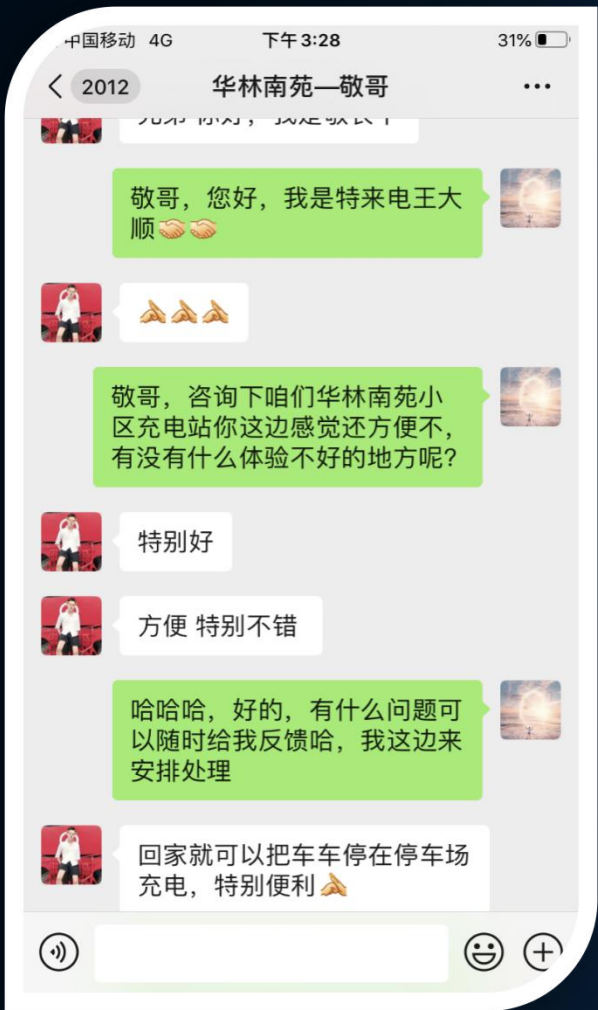 中国移动 4G 下午3:28 31%
2012 华林南苑—敬哥
敬哥，您好，我是特来电王大
顺🤝🤝
🙏🙏🙏
敬哥，咨询下咱们华林南苑小
区充电站你这边感觉还方便不，
有没有什么体验不好的地方呢？
特别好
方便 特别不错
哈哈哈，好的，有什么问题可
以随时给我反馈哈，我这边来
安排处理
回家就可以把车车停在停车场
充电，特别便利🙏